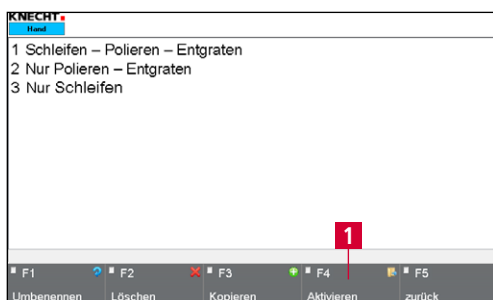 KNECHT
Hand
1 Schleifen – Polieren – Entgraten
2 Nur Polieren – Entgraten
3 Nur Schleifen
1
F1 F2 F3 F4 F5
Umbenennen Löschen Kopieren Aktivieren zurück